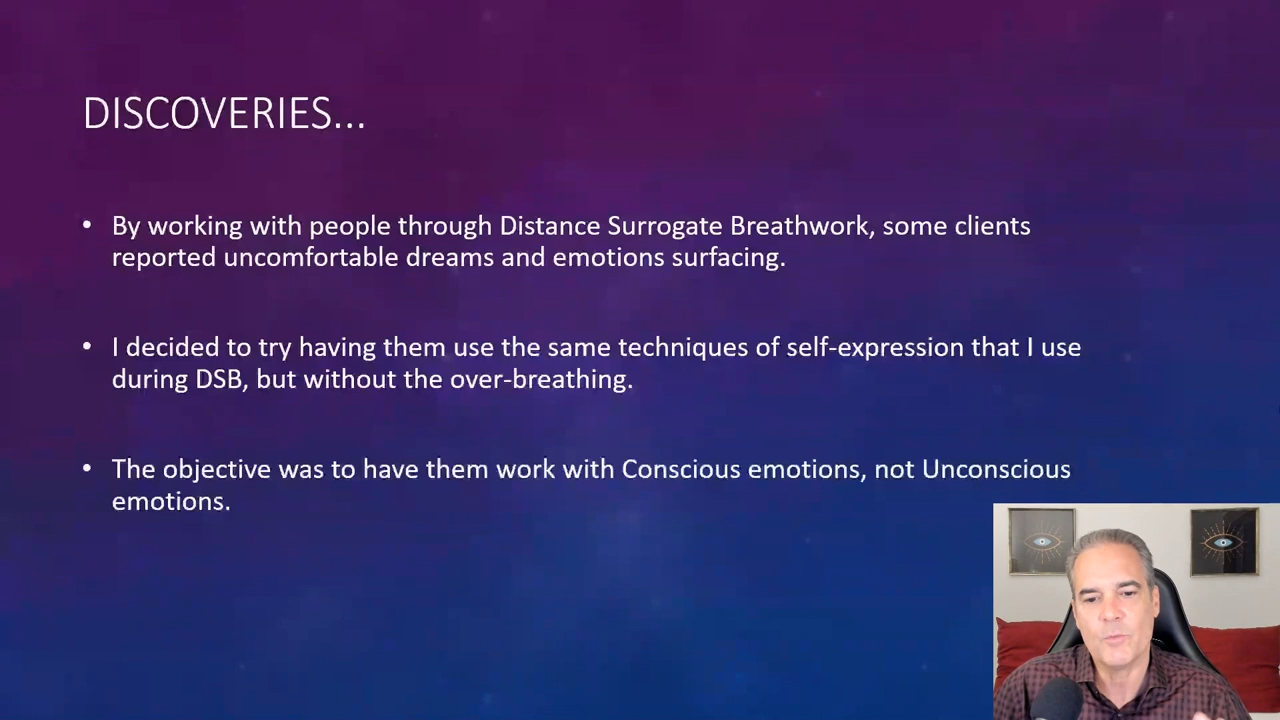 DISCOVERIES...
• By working with people through Distance Surrogate Breathwork, some clients
reported uncomfortable dreams and emotions surfacing.
• I decided to try having them use the same techniques of self-expression that I use
during DSB, but without the over-breathing.
• The objective was to have them work with Conscious emotions, not Unconscious
emotions.